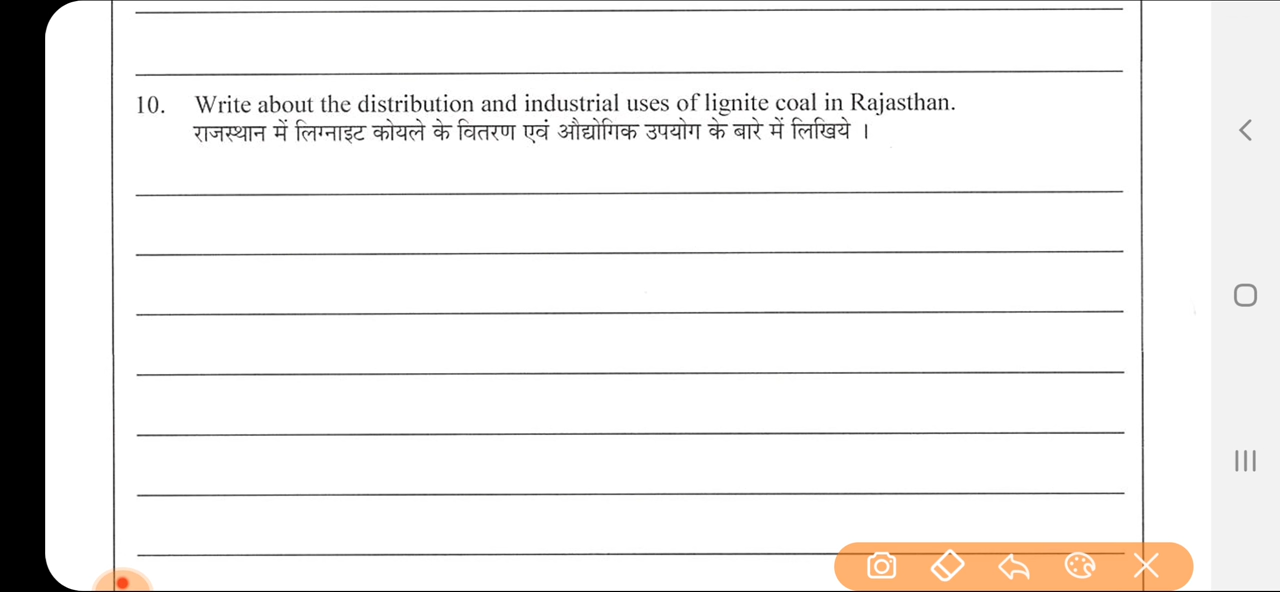 10. Write about the distribution and industrial uses of lignite coal in Rajasthan.
राजस्थान में लिग्नाइट कोयले के वितरण एवं औद्योगिक उपयोग के बारे में लिखिये ।